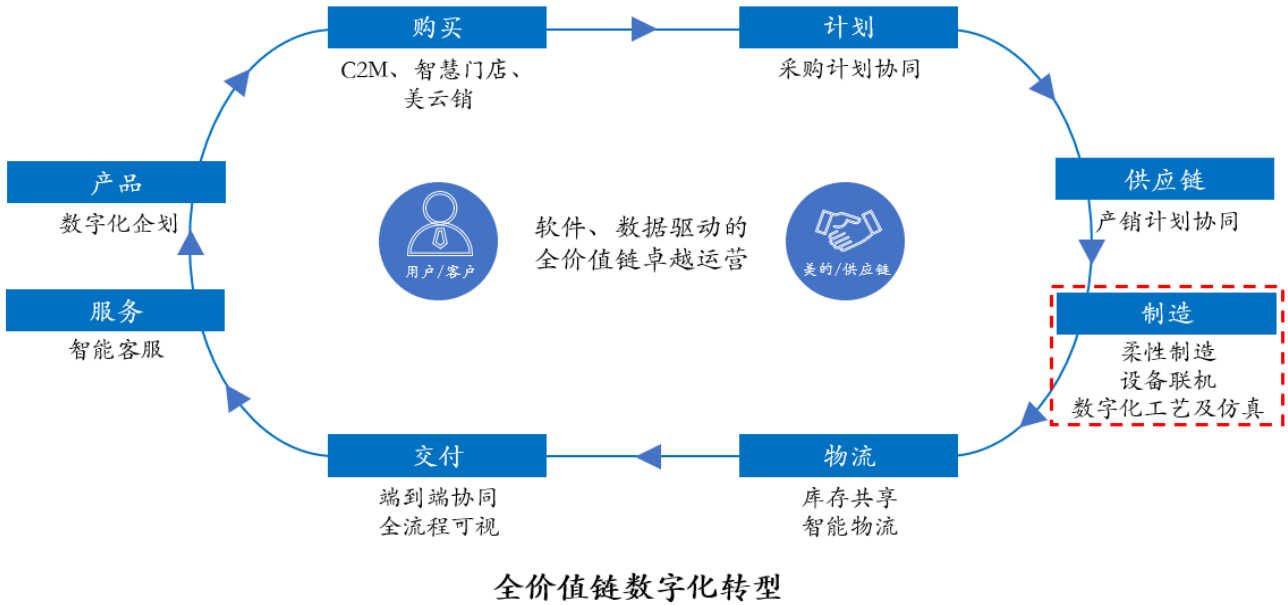 购买
C2M、智慧门店、
美云销
计划
采购计划协同
产品
数字化企划
供应链
产销计划协同
用户/客户
软件、数据驱动的
全价值链卓越运营
美的/供应链
服务
智能客服
制造
柔性制造
设备联机
数字化工艺及仿真
交付
端到端协同
全流程可视
物流
库存共享
智能物流
全价值链数字化转型